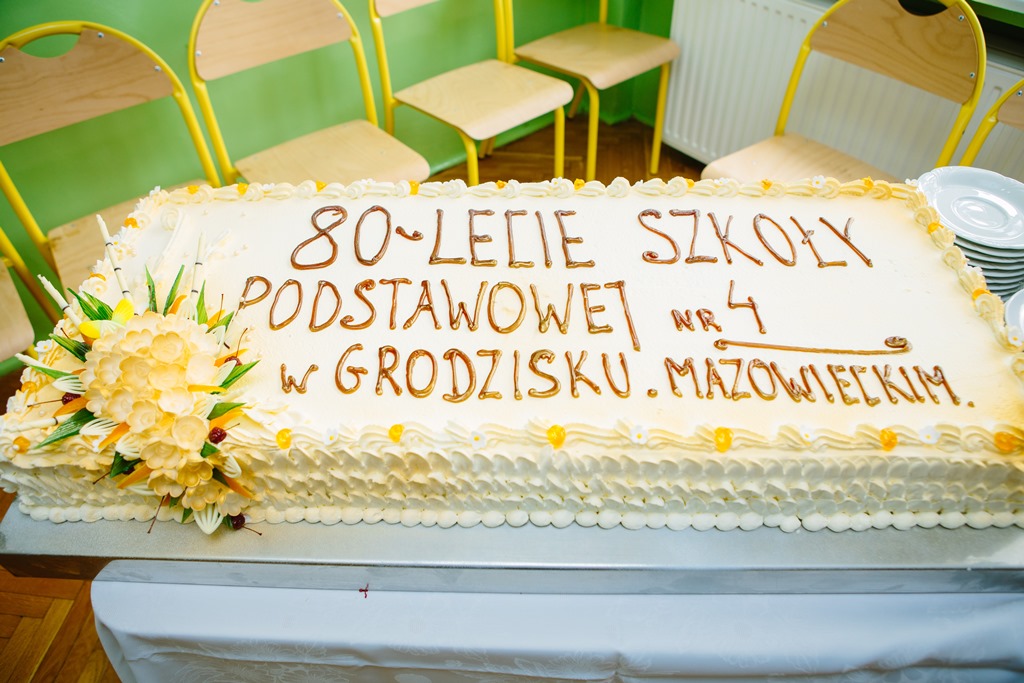 80-LECIE SZKOŁY
PODSTAWOWEJ NR 4
W GRODZISKU . MAZOWIECKIM.